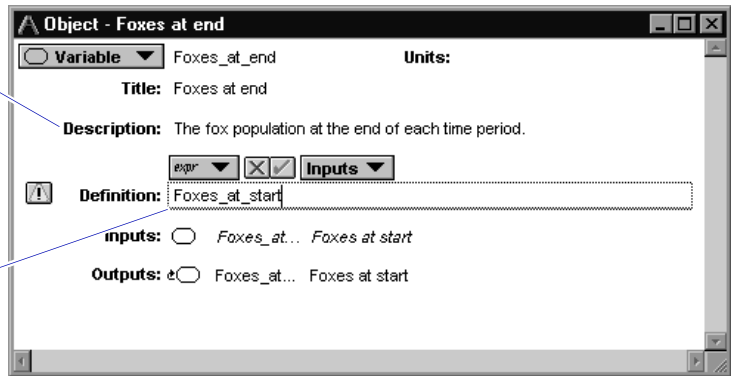 Object - Foxes at end
Variable Foxes_at_end Units:
Title: Foxes at end
Description: The fox population at the end of each time period.
expr Inputs
Definition: Foxes_at_start
Inputs: Foxes_at... Foxes at start
Outputs: Foxes_at... Foxes at start